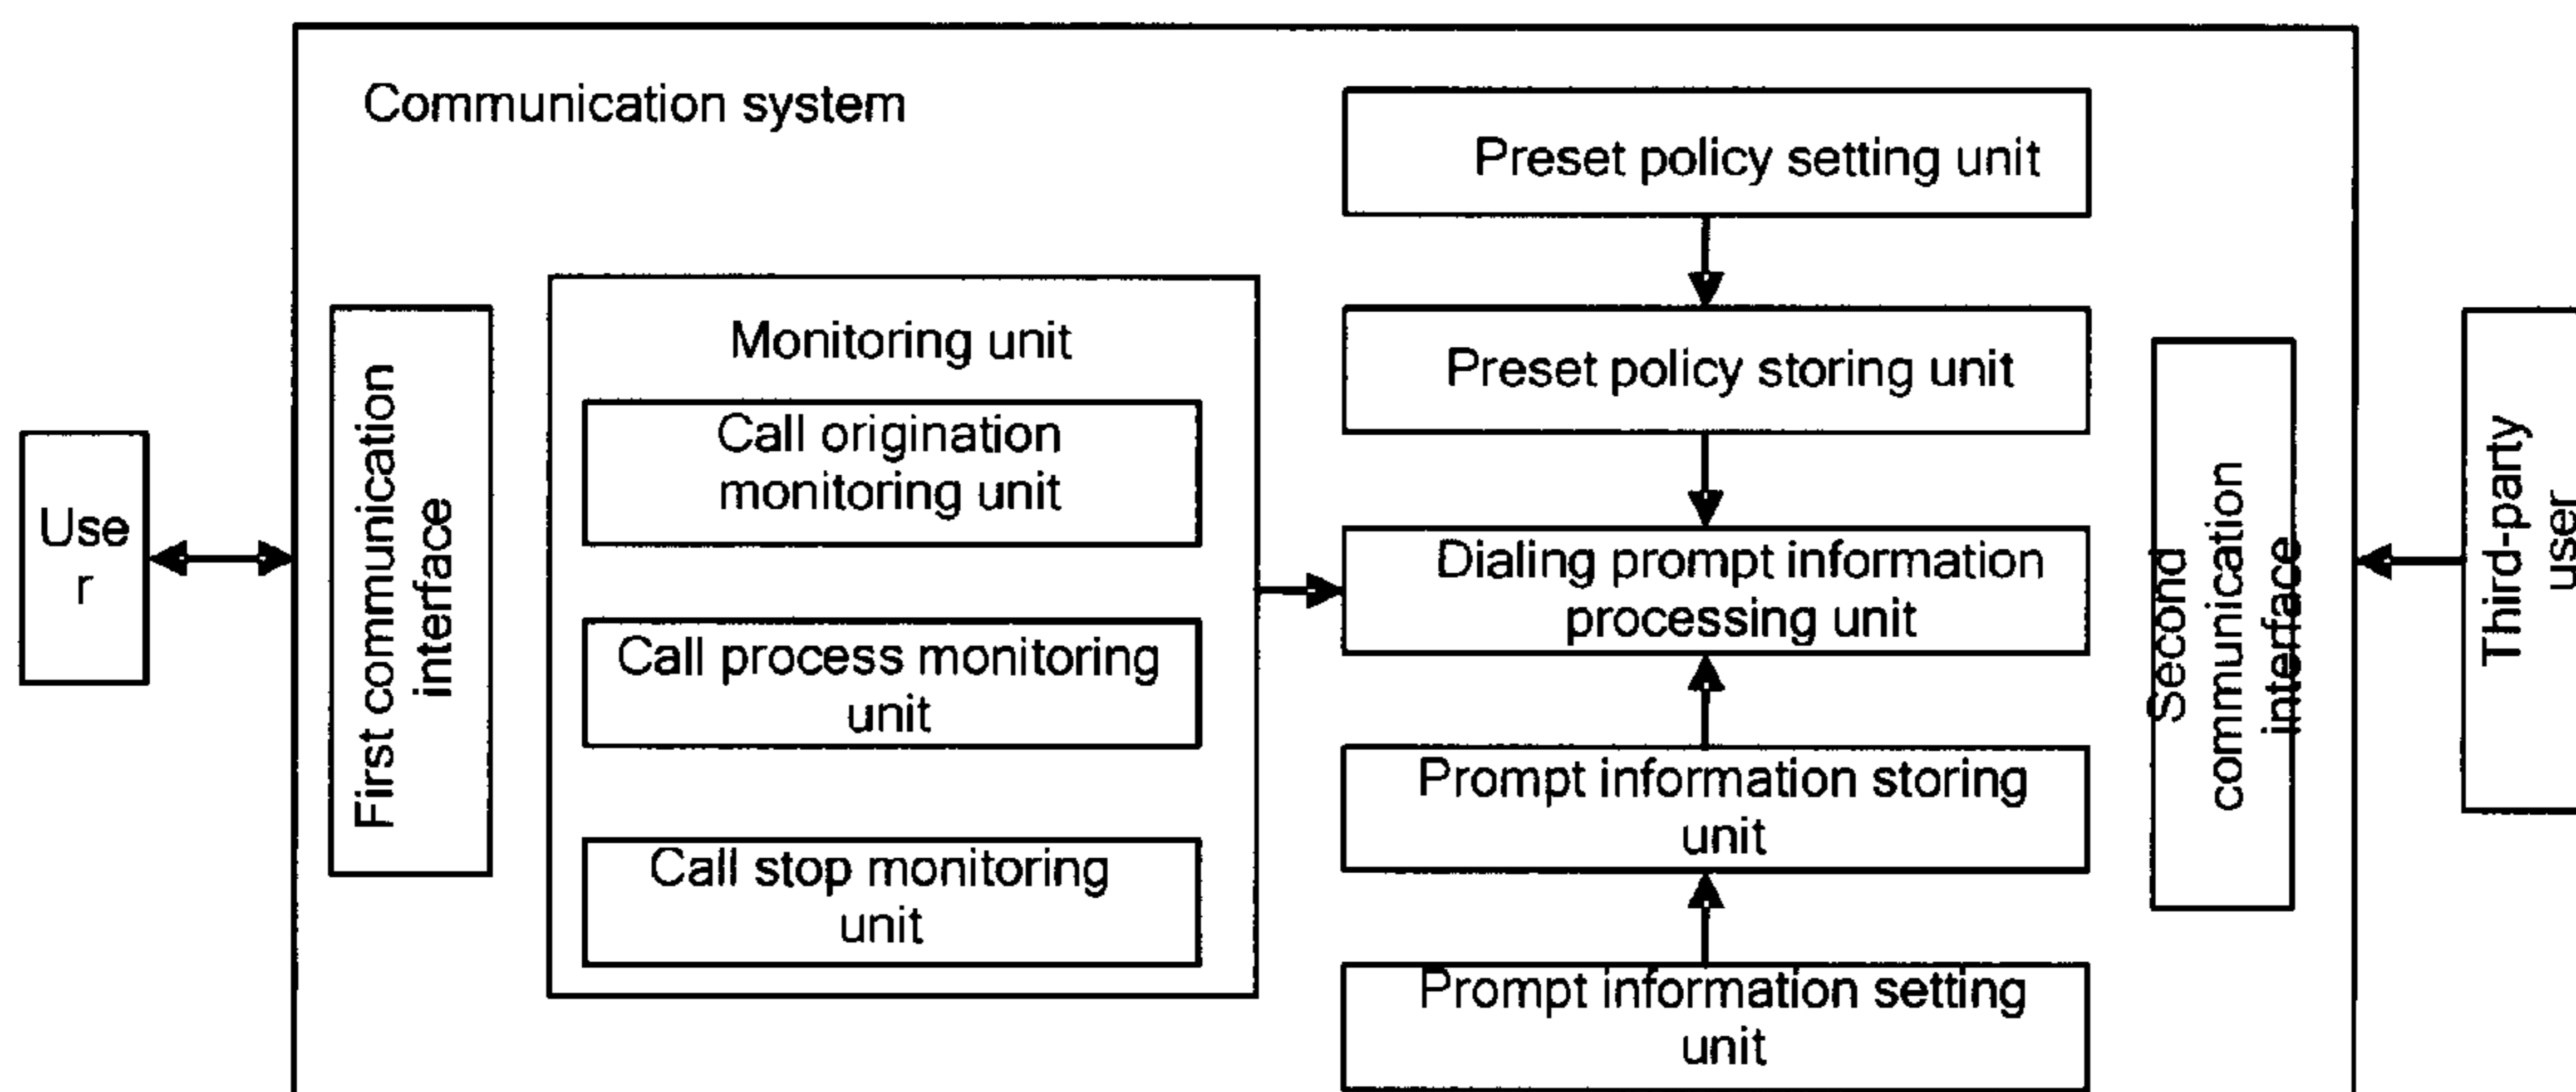 Communication system
Preset policy setting unit
Monitoring unit
Preset policy storing unit
Call origination
monitoring unit
Use
r
First communication
interface
Dialing prompt information
processing unit
Second
communication
interface
Third-party
user
Call process monitoring
unit
Prompt information storing
unit
Call stop monitoring
unit
Prompt information setting
unit